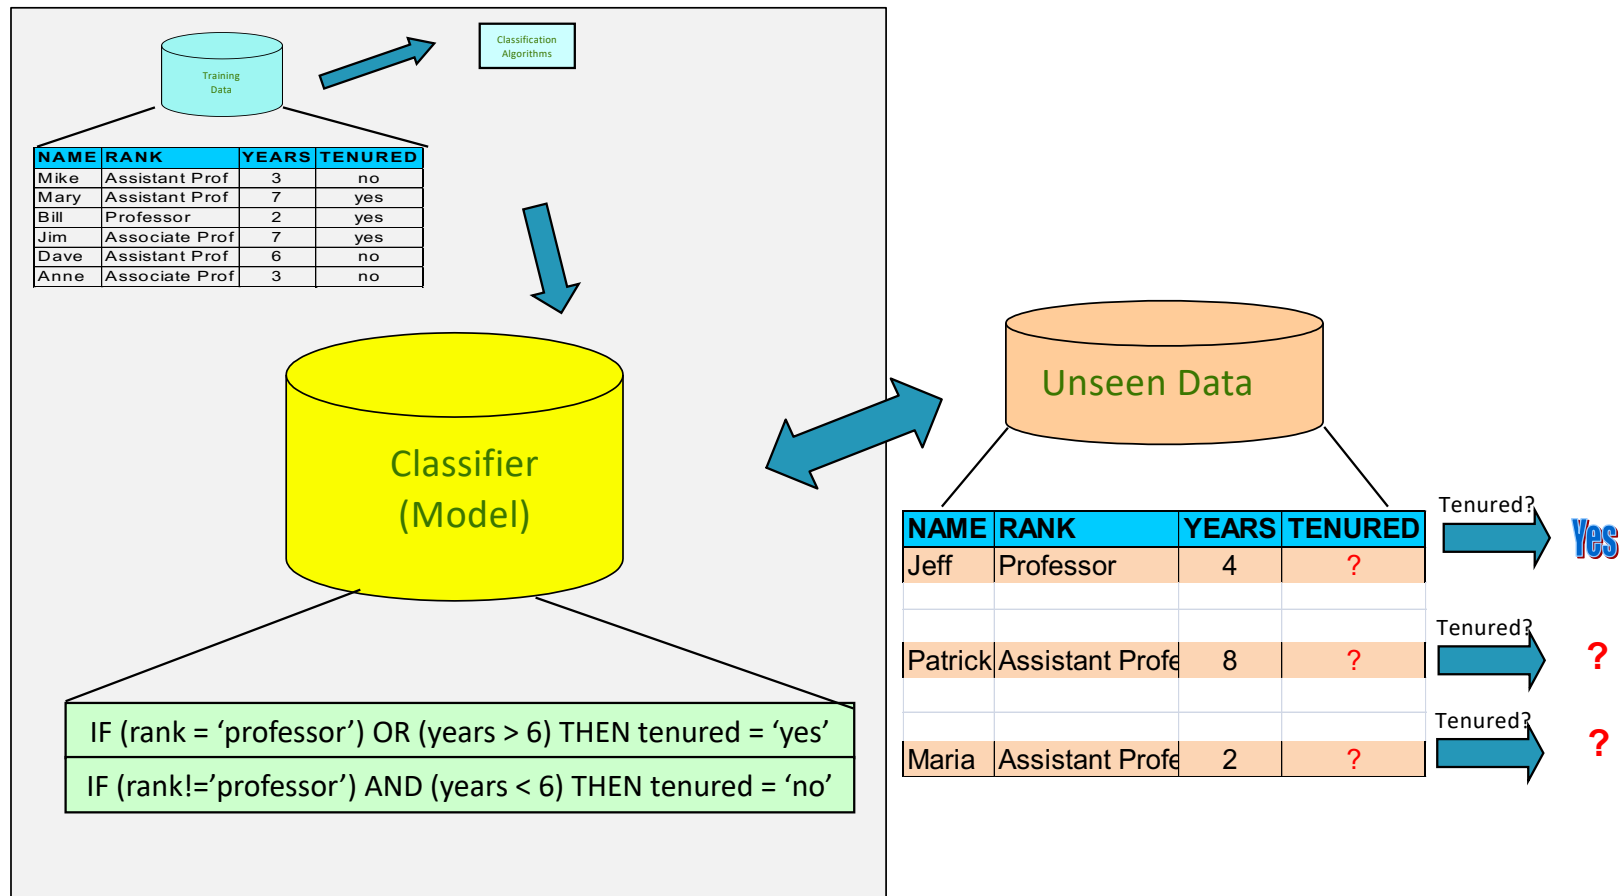 Classification
Algorithms
Training
Data
NAME RANK YEARS TENURED
Mike Assistant Prof 3 no
Mary Assistant Prof 7 yes
Bill Professor 2 yes
Jim Associate Prof 7 yes
Dave Assistant Prof 6 no
Anne Associate Prof 3 no
Classifier
(Model)
IF (rank = ‘professor’) OR (years > 6) THEN tenured = ‘yes’
IF (rank!=’professor’) AND (years < 6) THEN tenured = ‘no’
Unseen Data
NAME RANK YEARS TENURED
Jeff Professor 4 ?
Patrick Assistant Profe 8 ?
Maria Assistant Profe 2 ?
Tenured?
Yes
Tenured?
?
Tenured?
?